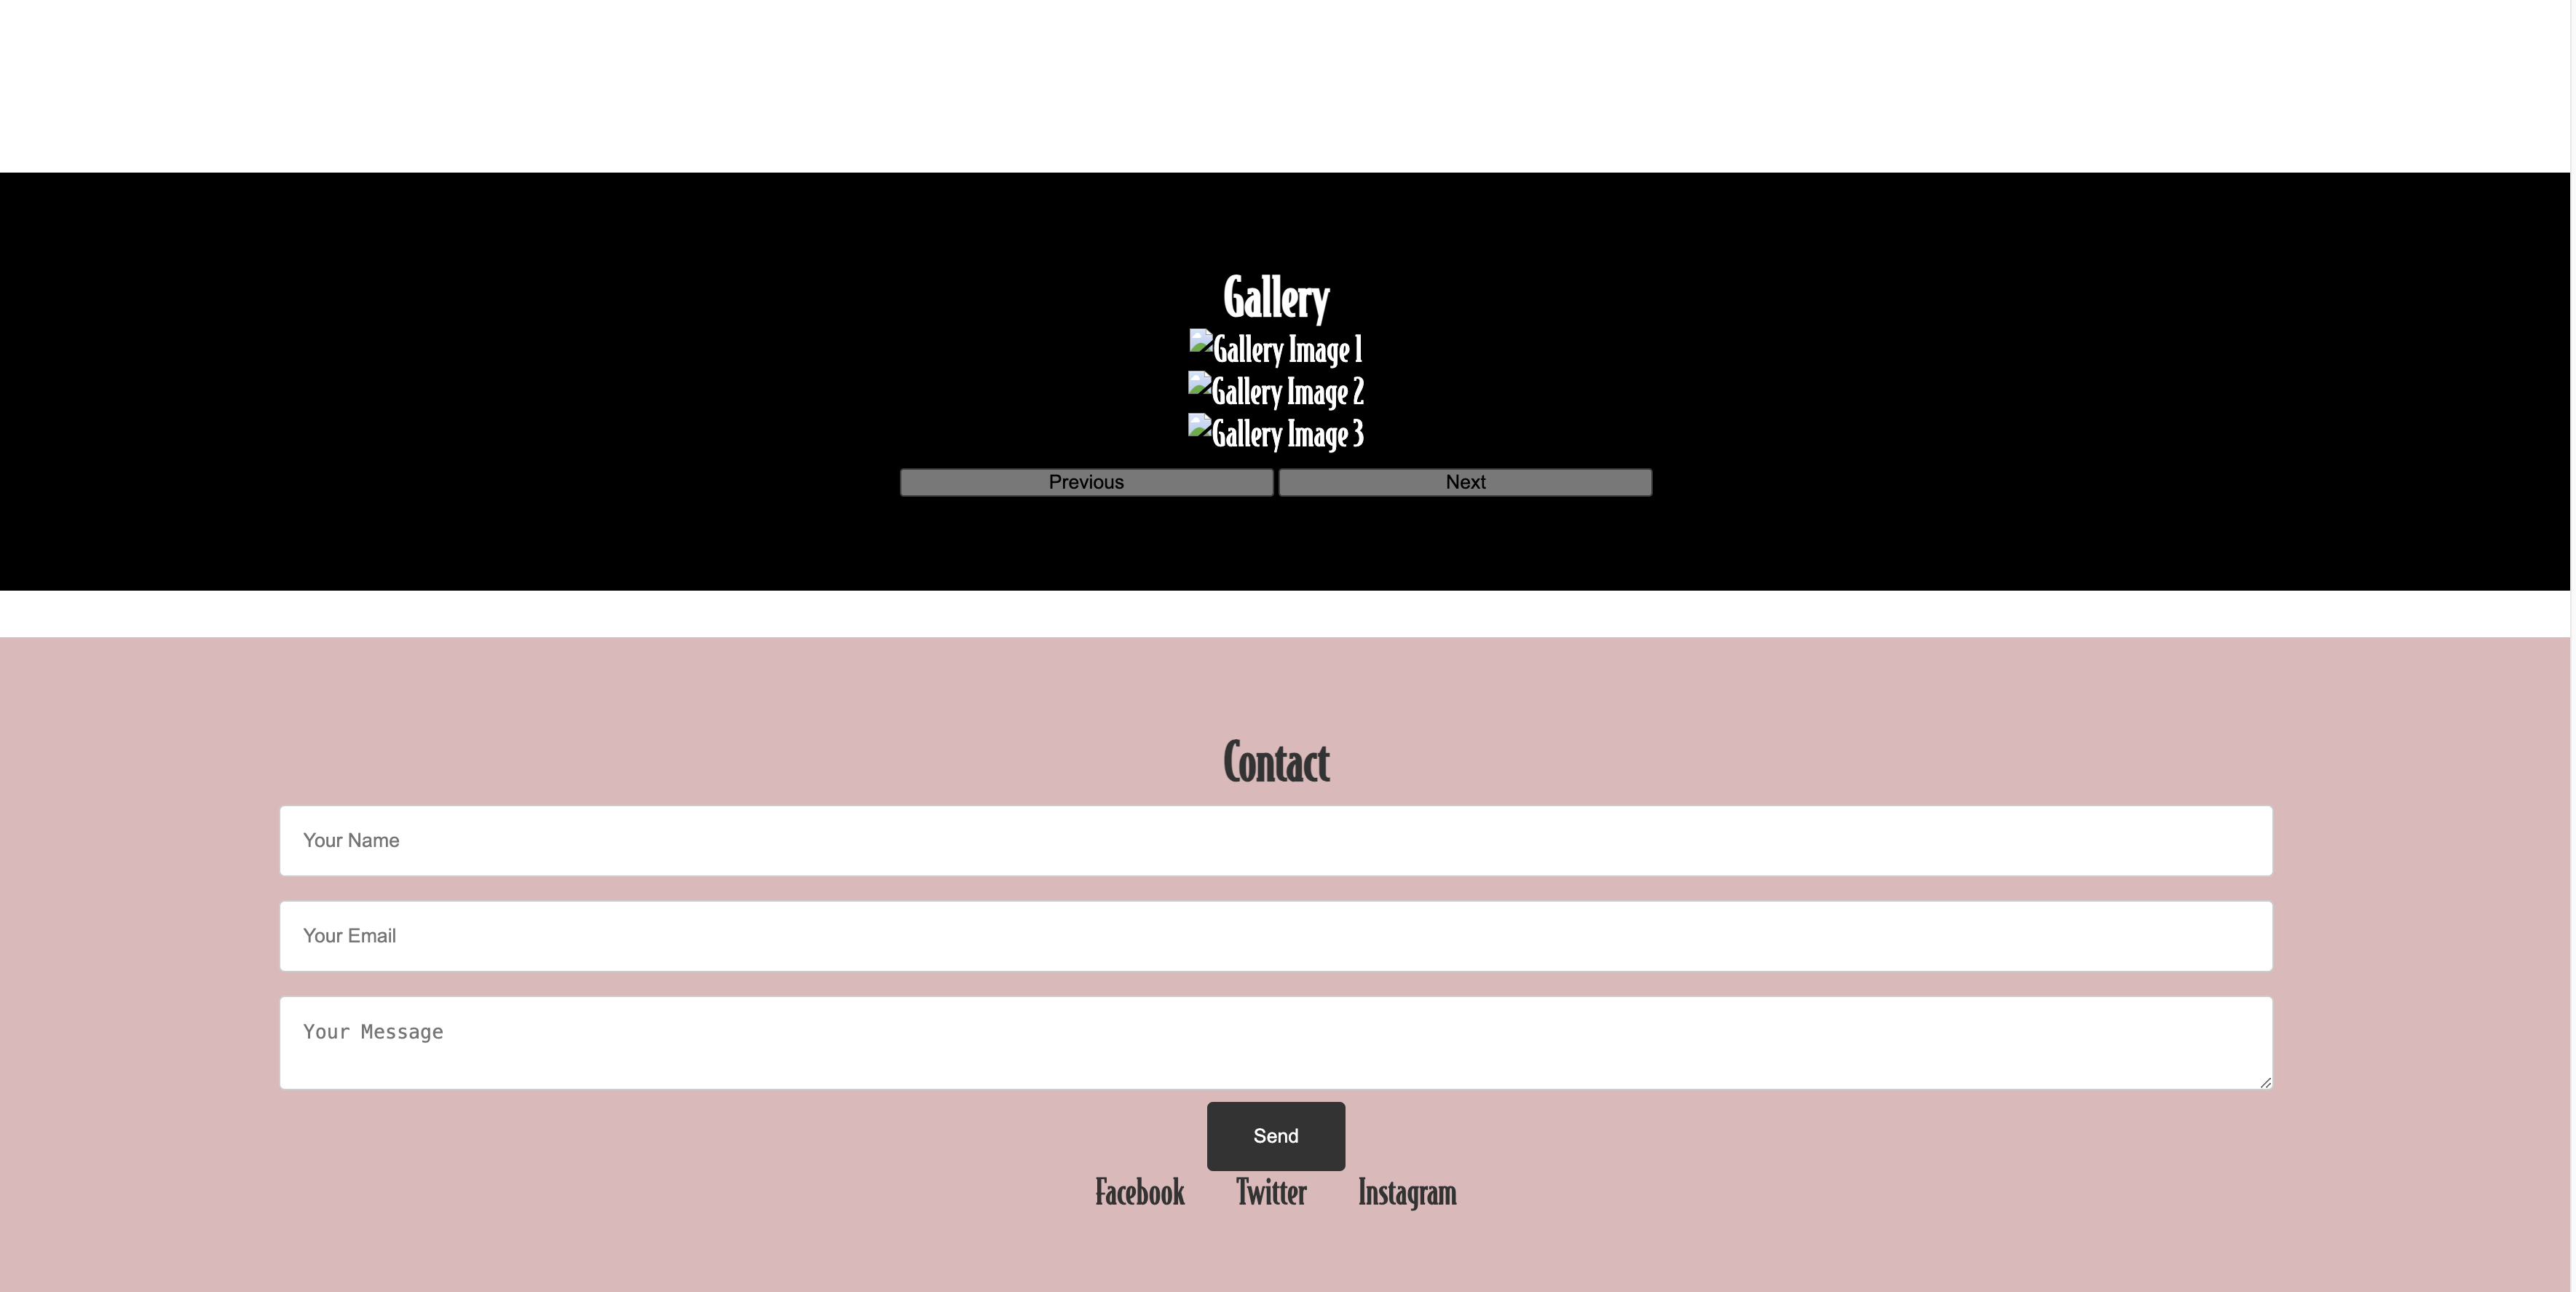 Gallery
Gallery Image 1
Gallery Image 2
Gallery Image 3
Previous Next
Contact
Your Name
Your Email
Your Message
Send
Facebook Twitter Instagram